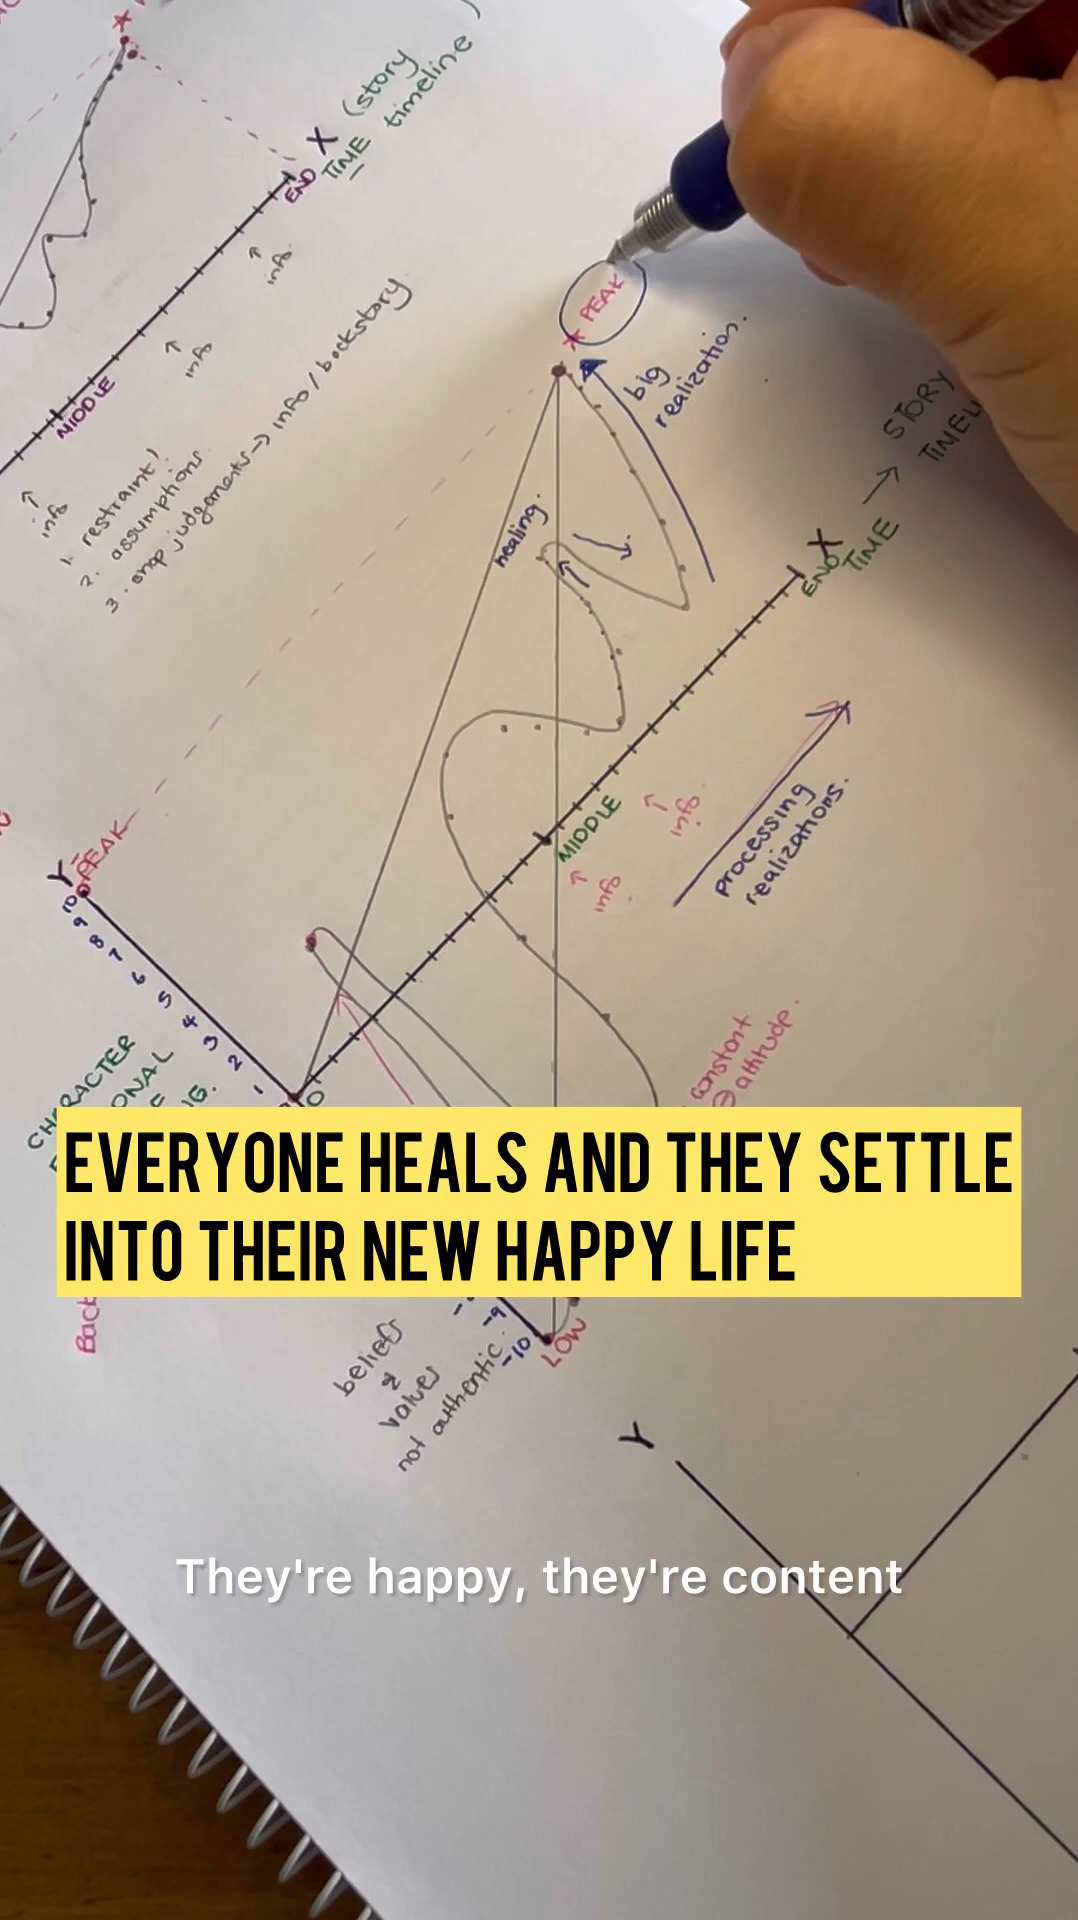 X (story
TIME timeline
END
info
info
MIDDLE
info
1. restraint!
2. assumptions
3. snap judgements → info / backstory
* PEAK
big
realization.
healing.
STORY
END
X
TIME →
MIDDLE
info.
info
processing
realizations.
Y
PEAK
10
9
8
7
6
5
4
3
2
1
0
CHARACTER
constant
attitude.
EVERYONE HEALS AND THEY SETTLE
INTO THEIR NEW HAPPY LIFE
-9
-10
LOW
beliefs
&
values
not authentic.
Y
They're happy, they're content